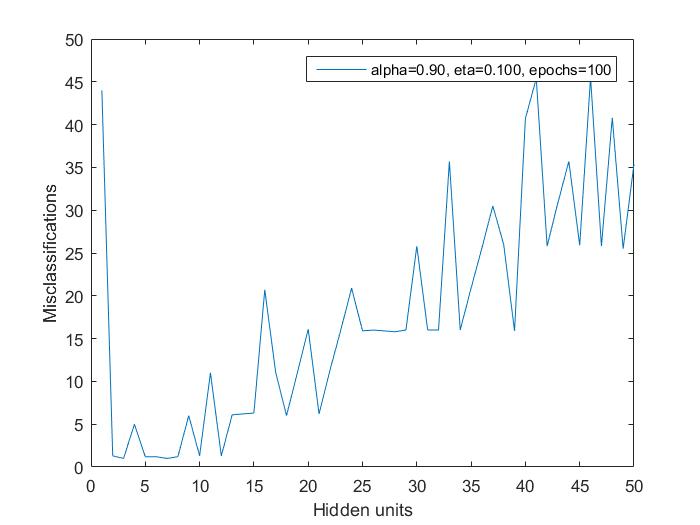 50
45
40
35
30
25
20
15
10
5
0
Misclassifications
alpha=0.90, eta=0.100, epochs=100
0 5 10 15 20 25 30 35 40 45 50
Hidden units